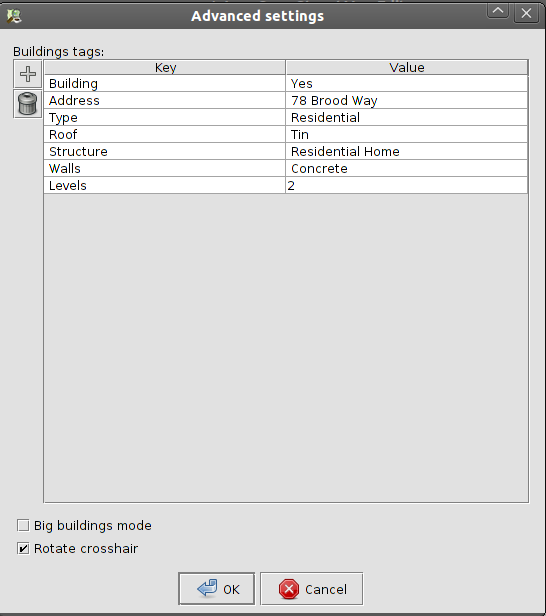 Advanced settings
Buildings tags:
Key Value
Building Yes
Address 78 Brood Way
Type Residential
Roof Tin
Structure Residential Home
Walls Concrete
Levels 2
Big buildings mode
Rotate crosshair
OK Cancel